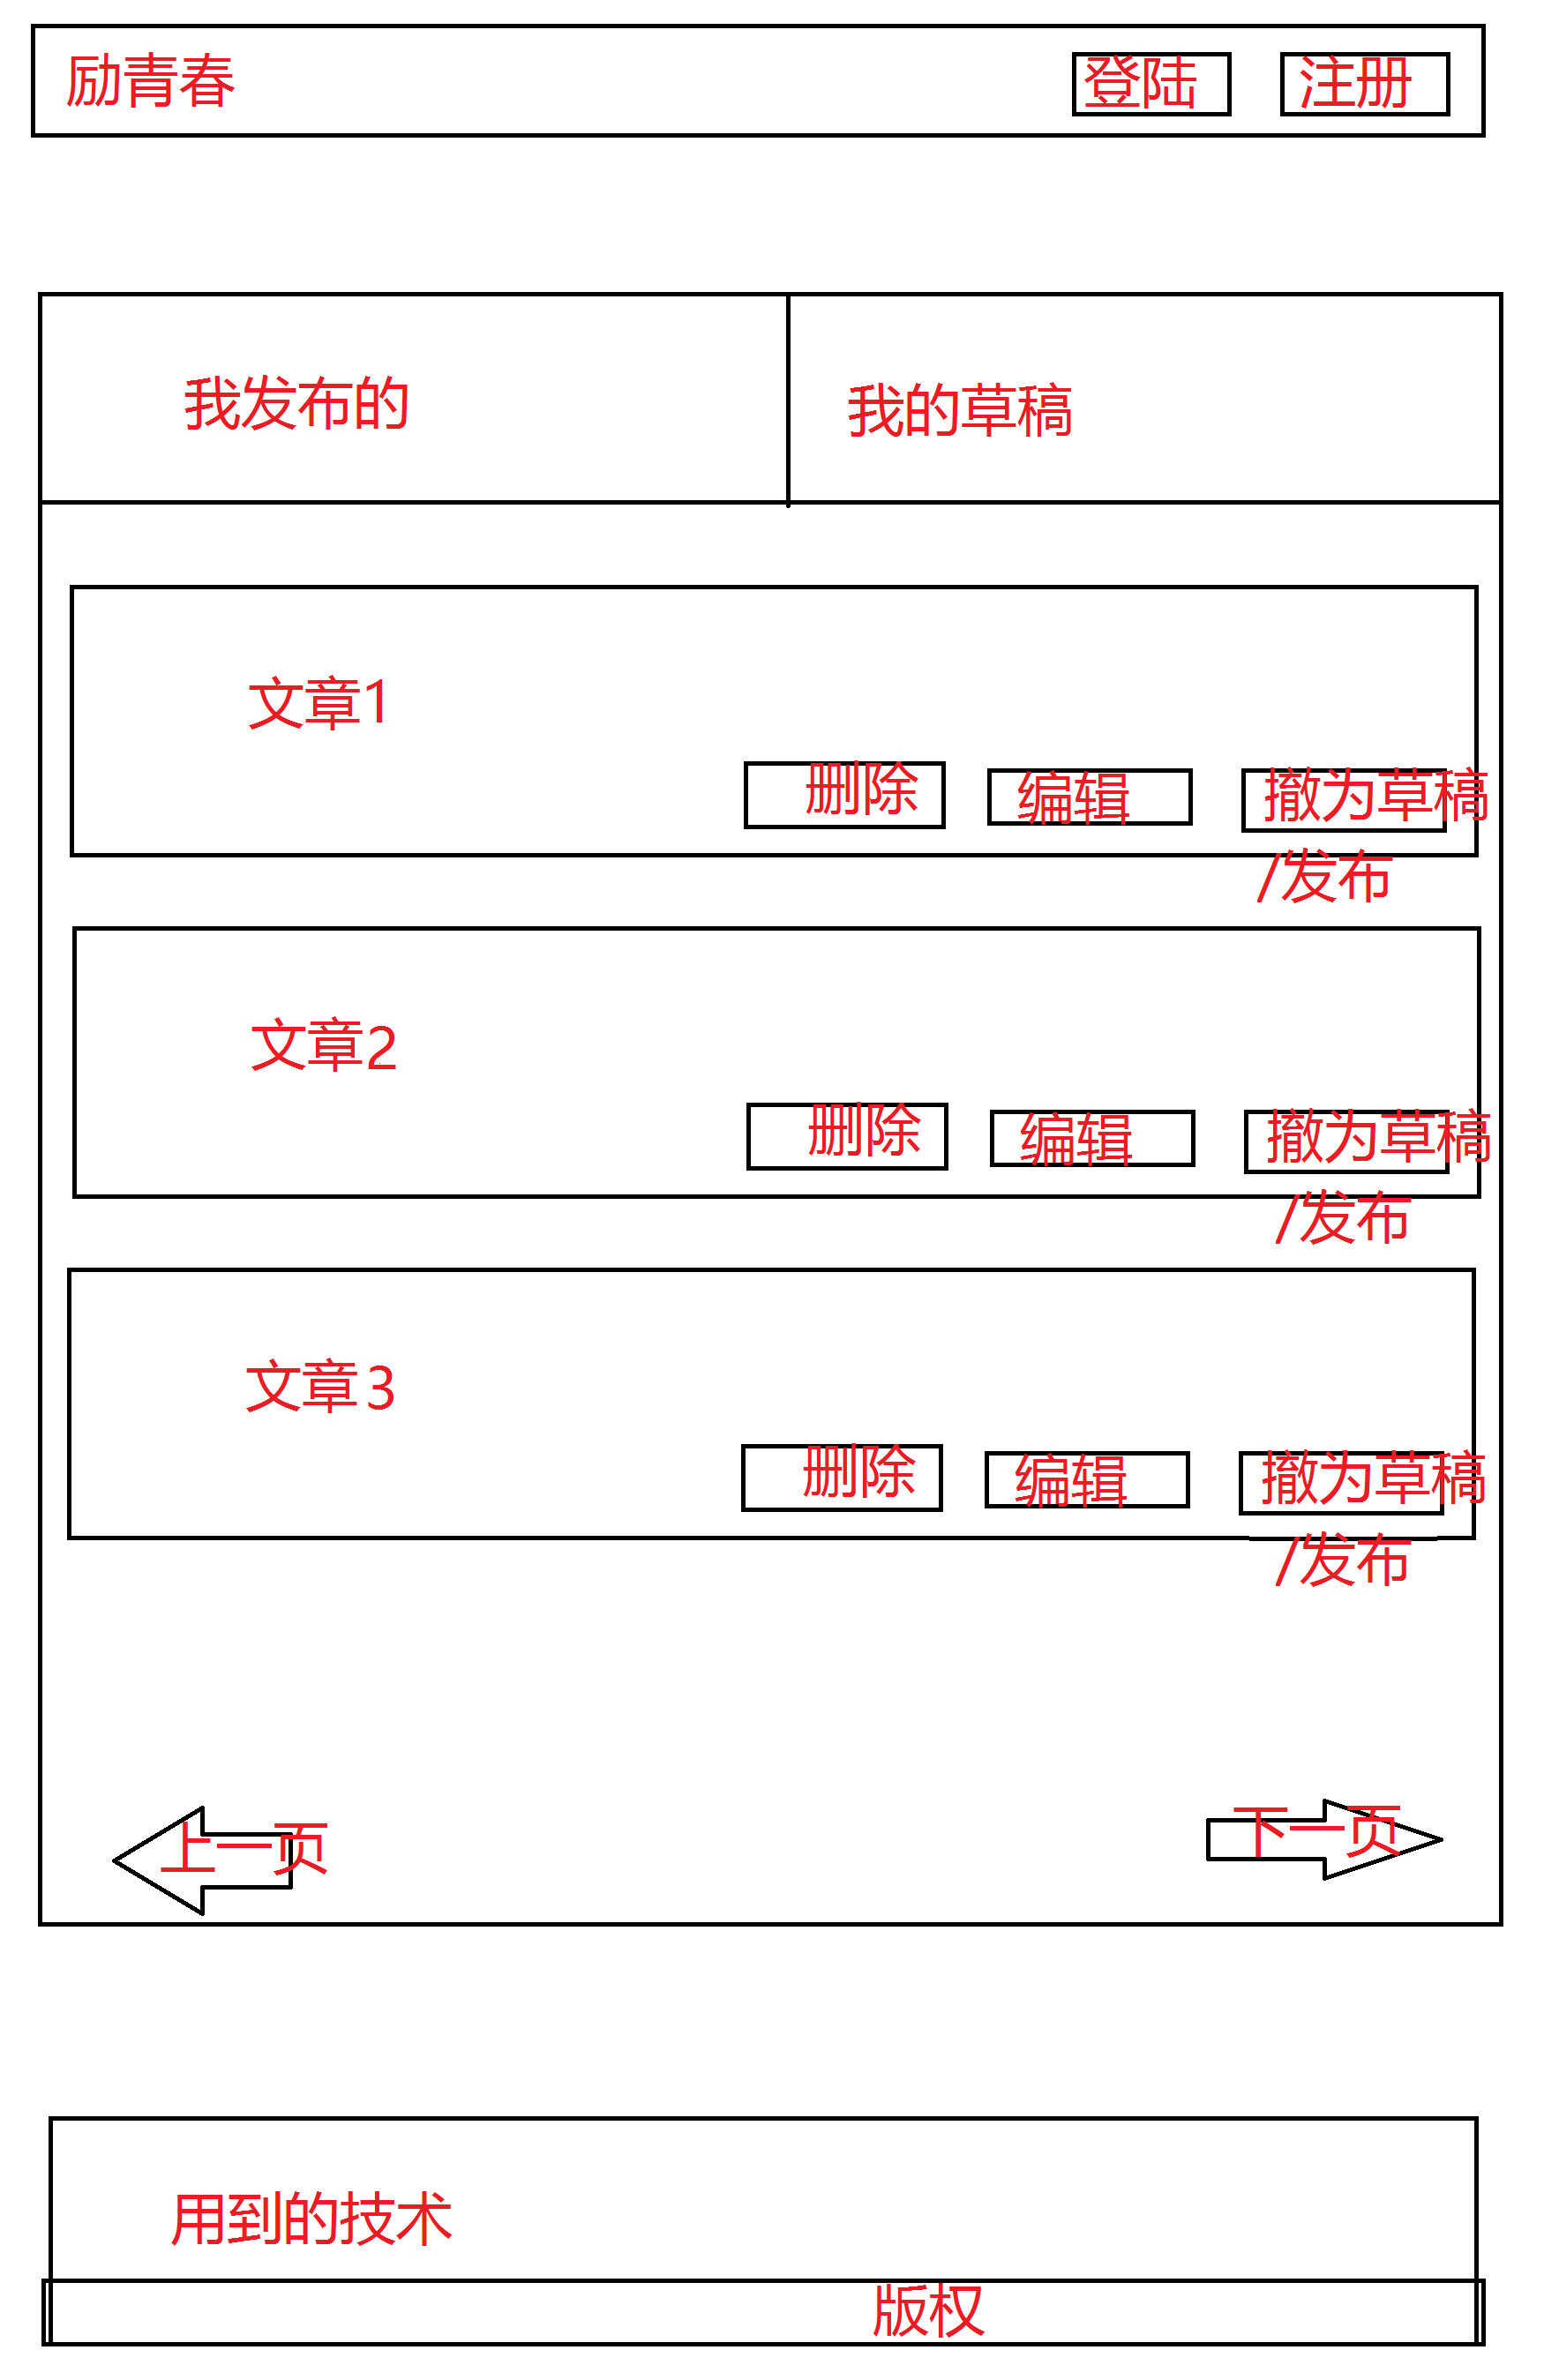 励青春
登陆
注册
我发布的
我的草稿
文章1
删除
编辑
撤为草稿
/发布
文章2
删除
编辑
撤为草稿
/发布
文章3
删除
编辑
撤为草稿
/发布
上一页
下一页
用到的技术
版权